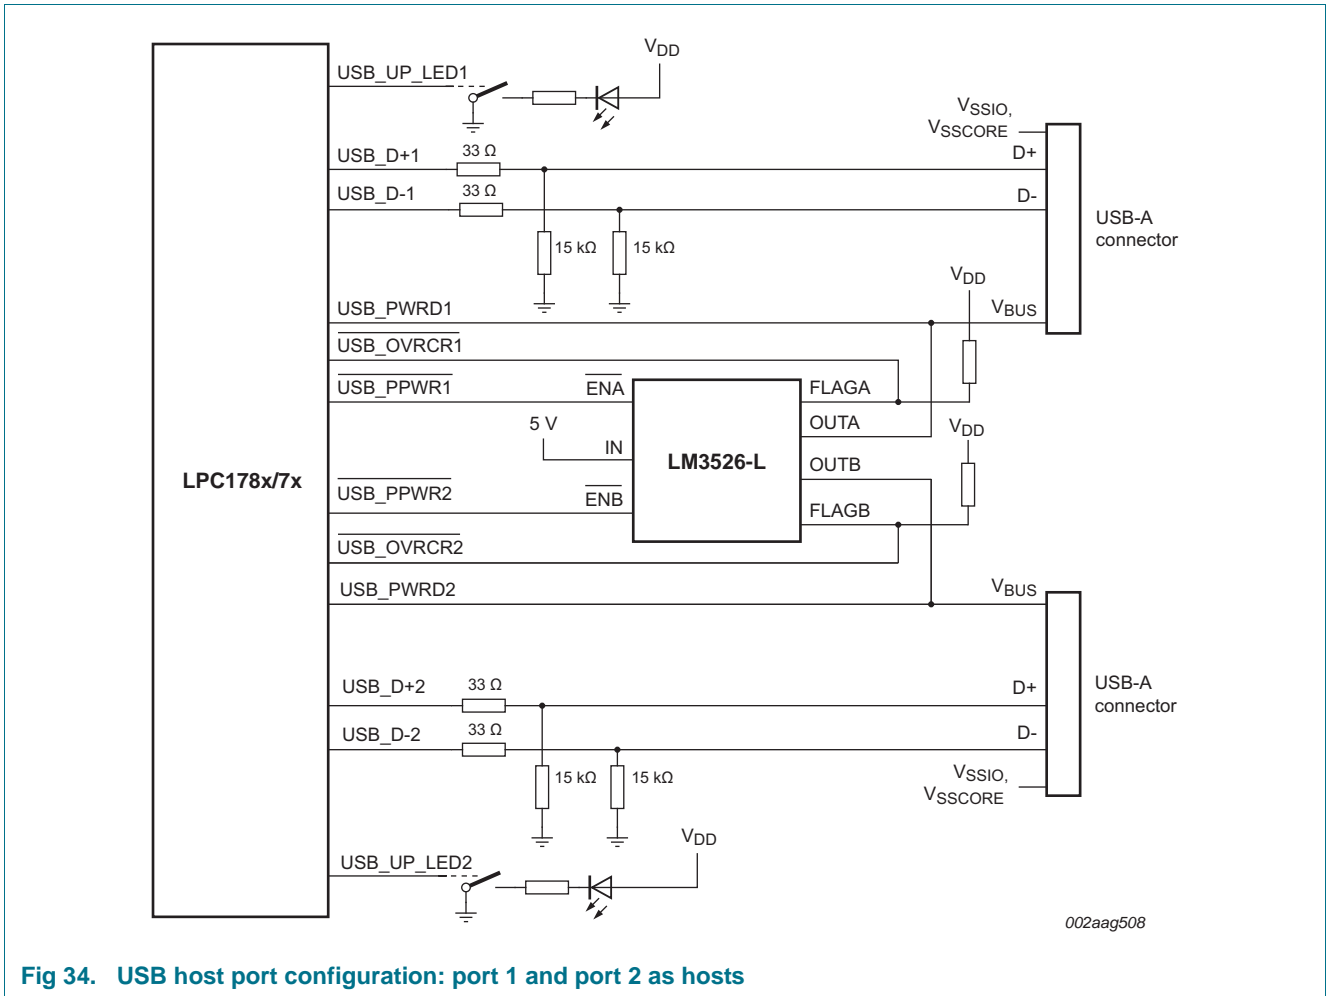 VDD
USB_UP_LED1
VSSIO,
VSSCORE
USB_D+1
33 Ω
D+
USB_D-1
33 Ω
D-
USB-A
connector
15 kΩ
15 kΩ
VDD
USB_PWRD1
VBUS
USB_OVRCR1
USB_PPWR1
ENA
FLAGA
5 V
OUTA
VDD
IN
LM3526-L
OUTB
LPC178x/7x
USB_PPWR2
ENB
FLAGB
USB_OVRCR2
USB_PWRD2
VBUS
USB_D+2
33 Ω
D+
USB-A
connector
USB_D-2
33 Ω
D-
15 kΩ
15 kΩ
VSSIO,
VSSCORE
VDD
USB_UP_LED2
002aag508
Fig 34. USB host port configuration: port 1 and port 2 as hosts